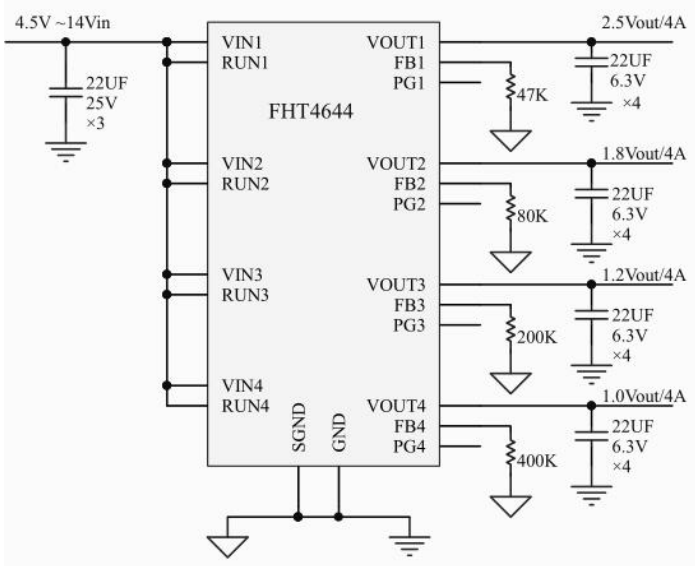 4.5V ~14Vin
22UF
25V
×3
VIN1
RUN1
VIN2
RUN2
VIN3
RUN3
VIN4
RUN4
FHT4644
SGND
GND
VOUT1
FB1
PG1
VOUT2
FB2
PG2
VOUT3
FB3
PG3
VOUT4
FB4
PG4
2.5Vout/4A
47K
22UF
6.3V
×4
1.8Vout/4A
80K
22UF
6.3V
×4
1.2Vout/4A
200K
22UF
6.3V
×4
1.0Vout/4A
400K
22UF
6.3V
×4